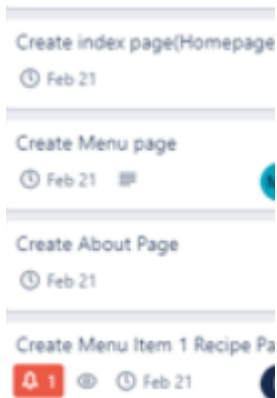 Create index page(Homepage
Feb 21
Create Menu page
Feb 21
Create About Page
Feb 21
Create Menu Item 1 Recipe Pa
1 Feb 21